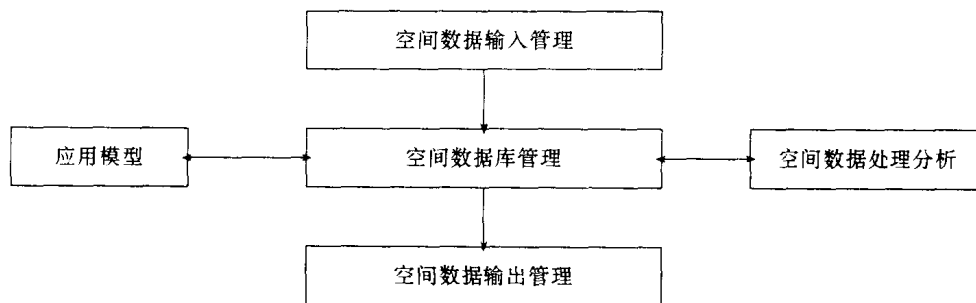 空间数据输入管理
应用模型
空间数据库管理
空间数据处理分析
空间数据输出管理